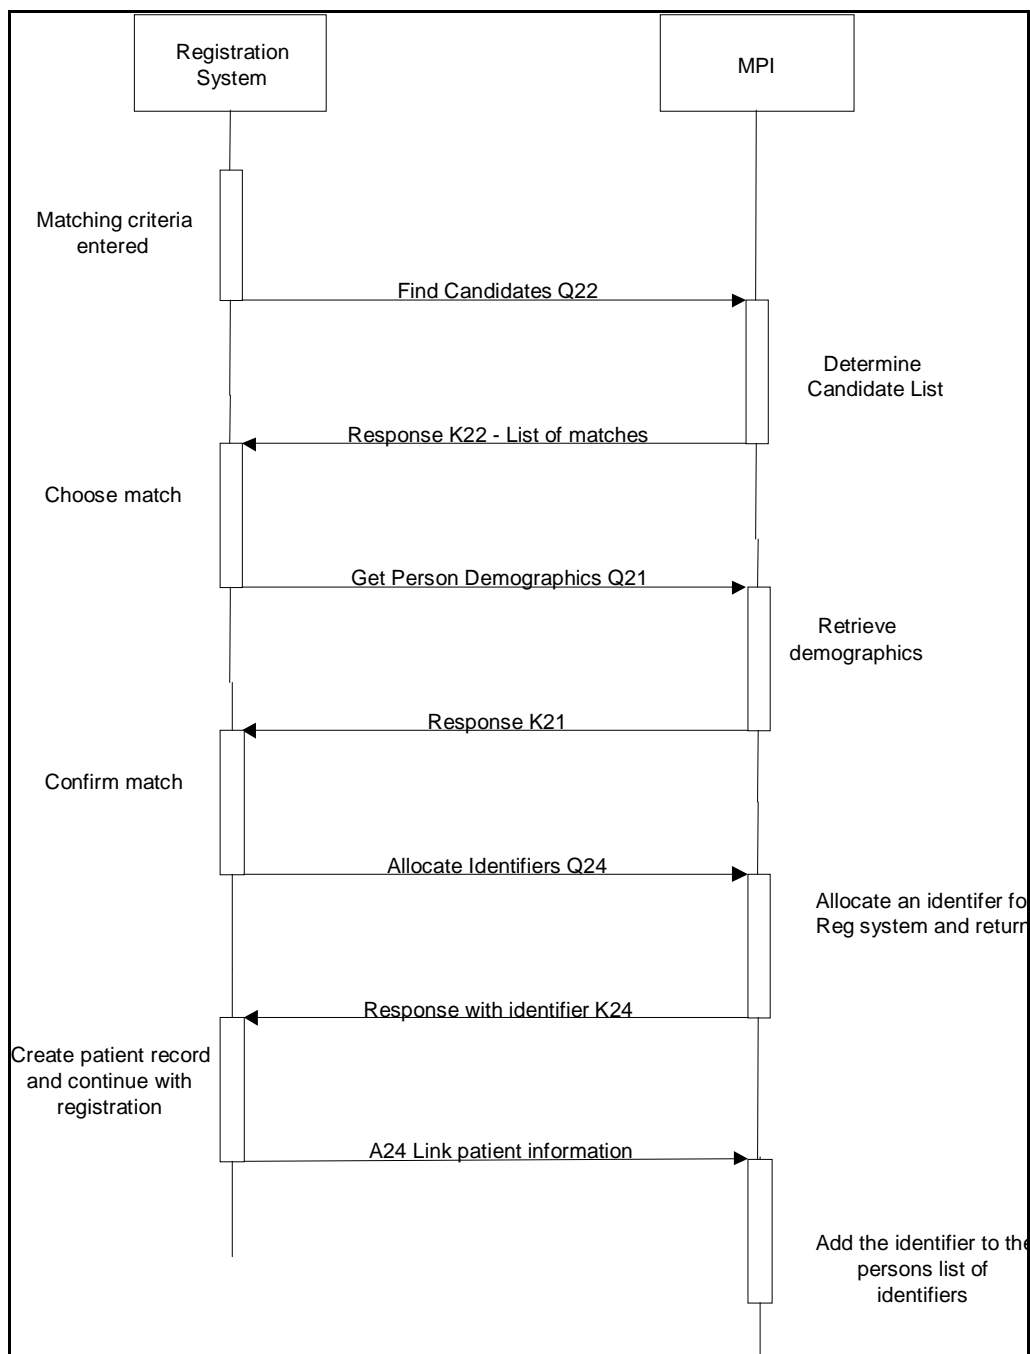 Registration
System
MPI
Matching criteria
entered
Find Candidates Q22
Determine
Candidate List
Response K22 - List of matches
Choose match
Get Person Demographics Q21
Retrieve
demographics
Response K21
Confirm match
Allocate Identifiers Q24
Allocate an identifer fo
Reg system and return
Response with identifier K24
Create patient record
and continue with
registration
A24 Link patient information
Add the identifier to the
persons list of
identifiers